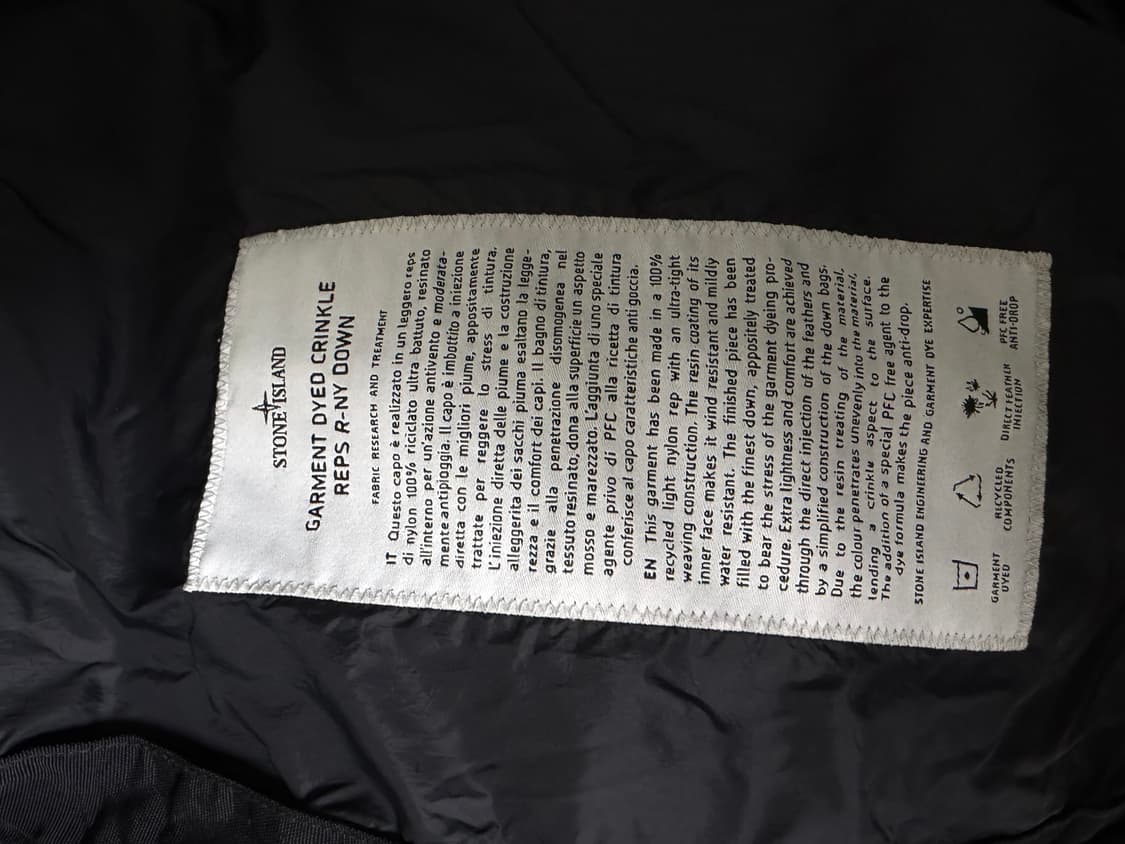 STONE ISLAND
GARMENT DYED CRINKLE
REPS R-NY DOWN
FABRIC RESEARCH AND TREATMENT
IT Questo capo è realizzato in un leggero reps
di nylon 100% riciclato ultra battuto, resinato
all'interno per un'azione antivento e moderata-
mente antipioggia. Il capo è imbottito a iniezione
diretta con le migliori piume, appositamente
trattate per reggere lo stress di tintura.
L'iniezione diretta delle piume e la costruzione
alleggerita dei sacchi piuma esaltano la legge-
rezza e il comfort dei capi. Il bagno di tintura,
grazie alla penetrazione disomogenea nel
tessuto resinato, dona alla superficie un aspetto
mosso e marezzato. L'aggiunta di uno speciale
agente privo di PFC alla ricetta di tintura
conferisce al capo caratteristiche antigoccia.
EN This garment has been made in a 100%
recycled light nylon rep with an ultra-tight
weaving construction. The resin coating of its
inner face makes it wind resistant and mildly
water resistant. The finished piece has been
filled with the finest down, appositely treated
to bear the stress of the garment dyeing pro-
cedure. Extra lightness and comfort are achieved
through the direct injection of the feathers and
by a simplified construction of the down bags.
Due to the resin treating of the material,
the colour penetrates unevenly into the material,
lending a crinkle aspect to the surface.
The addition of a special PFC free agent to the
dye formula makes the piece anti-drop.
STONE ISLAND ENGINEERING AND GARMENT DYE EXPERTISE
GARMENT
DYED
RECYCLED
COMPONENTS
DIRECT FEATHER
INJECTION
PFC FREE
ANTI-DROP